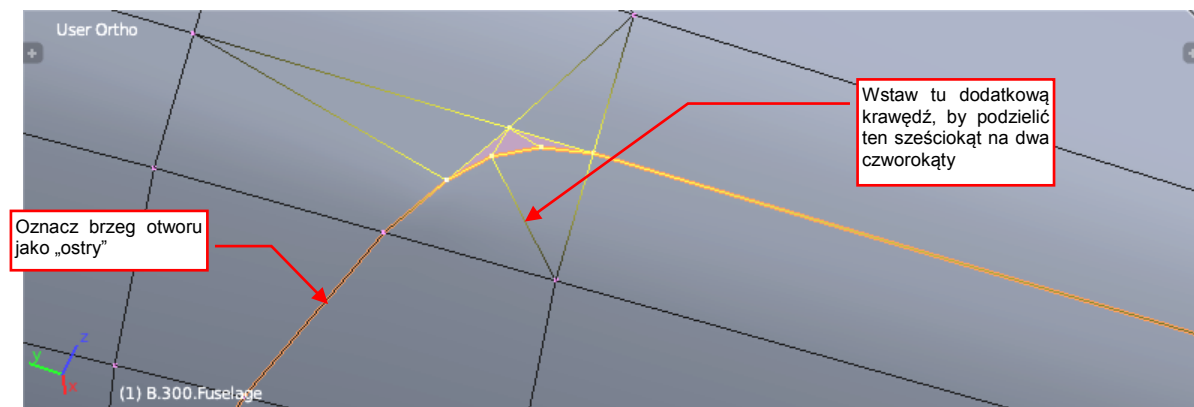 User Ortho
Wstaw tu dodatkową
krawędź, by podzielić
ten sześciokąt na dwa
czworokąty
Oznacz brzeg otworu
jako „ostry”
z
y
x
(1) B.300.Fuselage